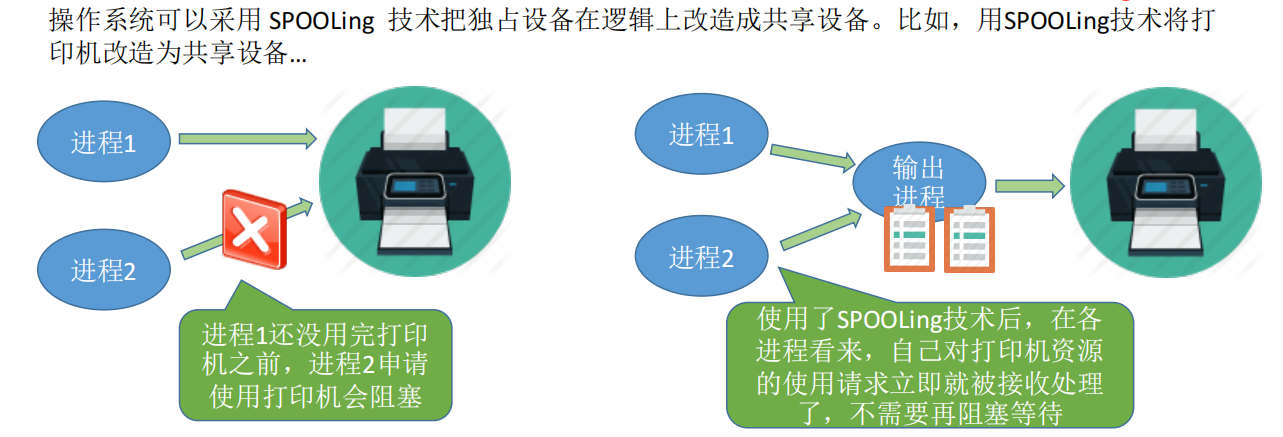 操作系统可以采用 SPOOLing 技术把独占设备在逻辑上改造成共享设备。比如，用SPOOLing技术将打
印机改造为共享设备…
进程1
进程2
进程1还没用完打印
机之前，进程2申请
使用打印机会阻塞
进程1
进程2
输出
进程
使用了SPOOLing技术后，在各
进程看来，自己对打印机资源
的使用请求立即就被接收处理
了，不需要再阻塞等待